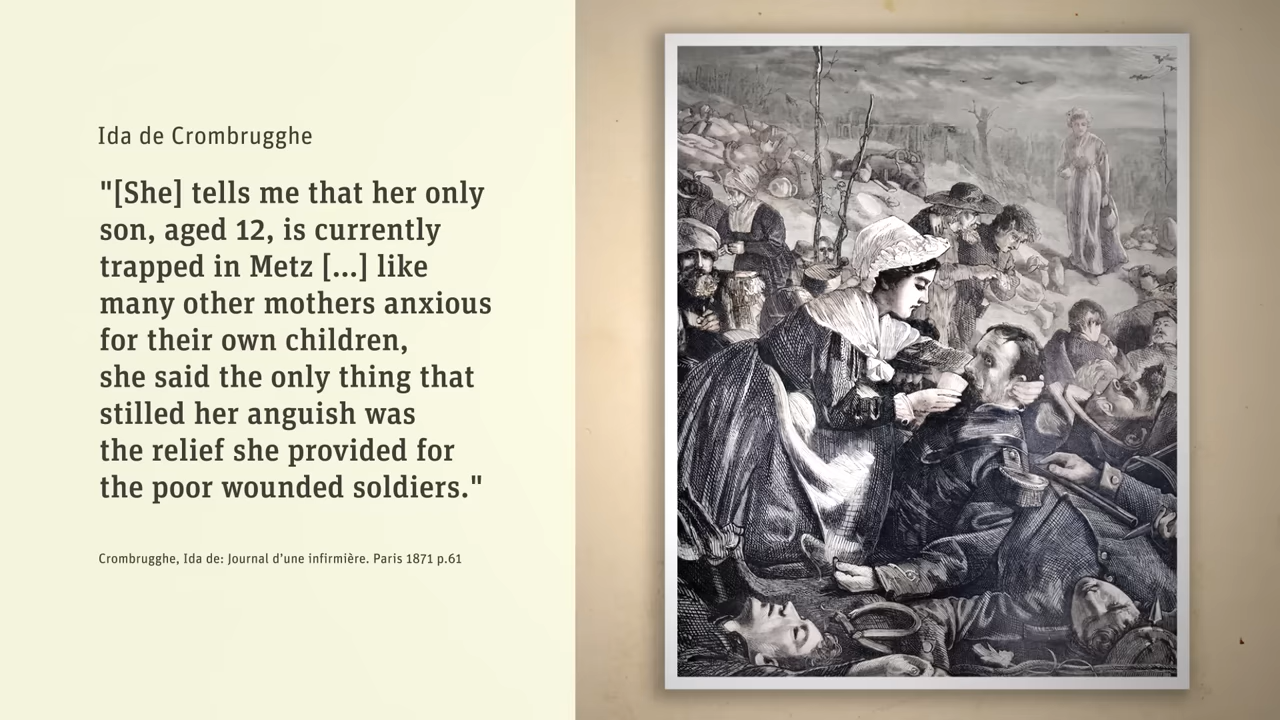 Ida de Crombrugghe
"[She] tells me that her only
son, aged 12, is currently
trapped in Metz [...] like
many other mothers anxious
for their own children,
she said the only thing that
stilled her anguish was
the relief she provided for
the poor wounded soldiers."
Crombrugghe, Ida de: Journal d'une infirmière. Paris 1871 p.61